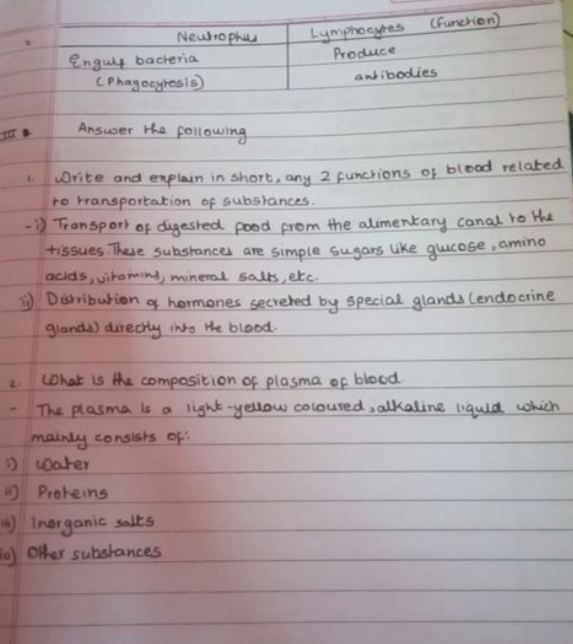 2. Neutrophils Lymphocytes (function)
Engulf bacteria Produce
(Phagocytosis) antibodies
III Answer the following
1. Write and explain in short, any 2 functions of blood related
to transportation of substances.
- i) Transport of digested food from the alimentary canal to the
tissues. These substances are simple sugars like glucose, amino
acids, vitamins, mineral salts, etc.
ii) Distribution of hormones secreted by special glands (endocrine
glands) directly into the blood.
2. What is the composition of plasma of blood.
- The plasma is a light-yellow coloured, alkaline liquid which
mainly consists of:
i) Water
ii) Proteins
iii) Inorganic salts
iv) Other substances